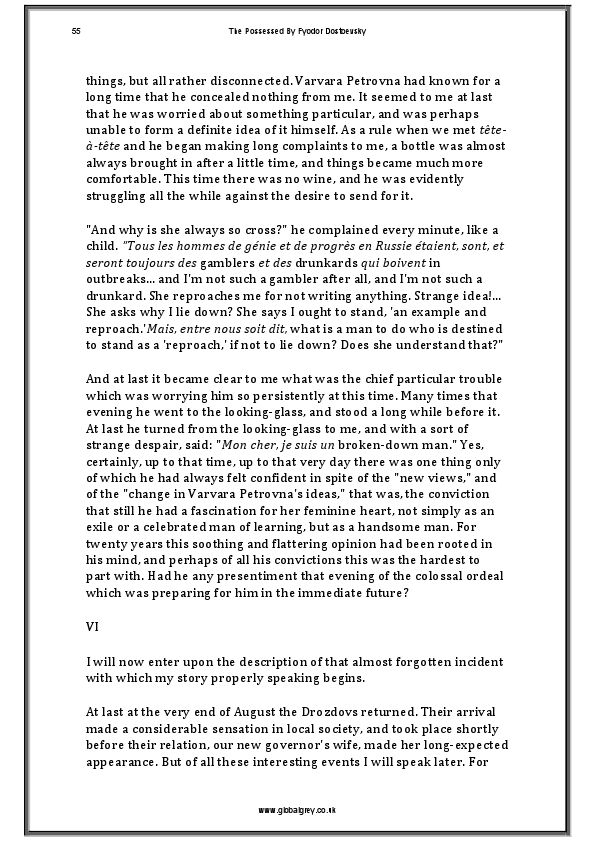 55
The Possessed By Fyodor Dostoevsky
things, but all rather disconnected. Varvara Petrovna had known for a
long time that he concealed nothing from me. It seemed to me at last
that he was worried about something particular, and was perhaps
unable to form a definite idea of it himself. As a rule when we met tête-
à-tête and he began making long complaints to me, a bottle was almost
always brought in after a little time, and things became much more
comfortable. This time there was no wine, and he was evidently
struggling all the while against the desire to send for it.
"And why is she always so cross?" he complained every minute, like a
child. "Tous les hommes de génie et de progrès en Russie étaient, sont, et
seront toujours des gamblers et des drunkards qui boivent in
outbreaks... and I'm not such a gambler after all, and I'm not such a
drunkard. She reproaches me for not writing anything. Strange idea!...
She asks why I lie down? She says I ought to stand, 'an example and
reproach.' Mais, entre nous soit dit, what is a man to do who is destined
to stand as a 'reproach,' if not to lie down? Does she understand that?"
And at last it became clear to me what was the chief particular trouble
which was worrying him so persistently at this time. Many times that
evening he went to the looking-glass, and stood a long while before it.
At last he turned from the looking-glass to me, and with a sort of
strange despair, said: "Mon cher, je suis un broken-down man." Yes,
certainly, up to that time, up to that very day there was one thing only
of which he had always felt confident in spite of the "new views," and
of the "change in Varvara Petrovna's ideas," that was, the conviction
that still he had a fascination for her feminine heart, not simply as an
exile or a celebrated man of learning, but as a handsome man. For
twenty years this soothing and flattering opinion had been rooted in
his mind, and perhaps of all his convictions this was the hardest to
part with. Had he any presentiment that evening of the colossal ordeal
which was preparing for him in the immediate future?
VI
I will now enter upon the description of that almost forgotten incident
with which my story properly speaking begins.
At last at the very end of August the Drozdovs returned. Their arrival
made a considerable sensation in local society, and took place shortly
before their relation, our new governor's wife, made her long-expected
appearance. But of all these interesting events I will speak later. For
www.globalgrey.co.uk